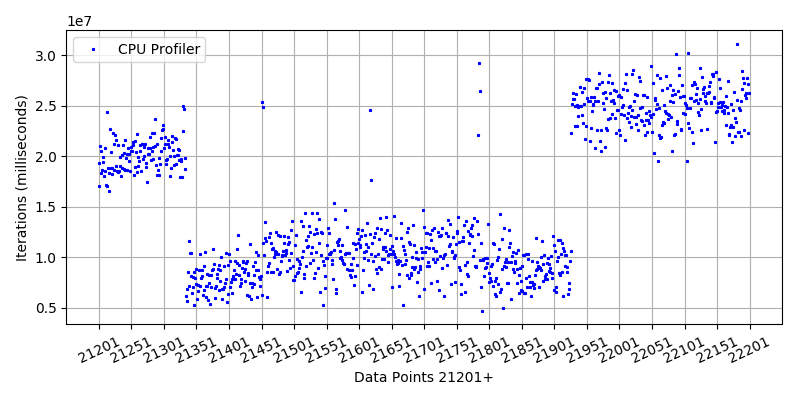 1e7
CPU Profiler
3.0
2.5
2.0
1.5
1.0
0.5
Iterations (milliseconds)
21201 21251 21301 21351 21401 21451 21501 21551 21601 21651 21701 21751 21801 21851 21901 21951 22001 22051 22101 22151 22201
Data Points 21201+